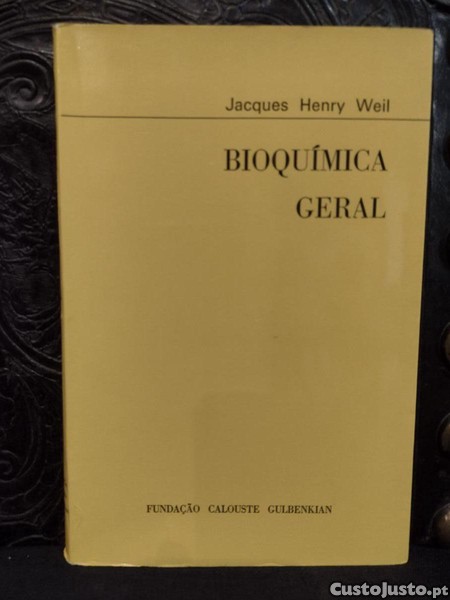 Jacques Henry Weil
BIOQUÍMICA
GERAL
FUNDAÇÃO CALOUSTE GULBENKIAN
CustoJusto.pt